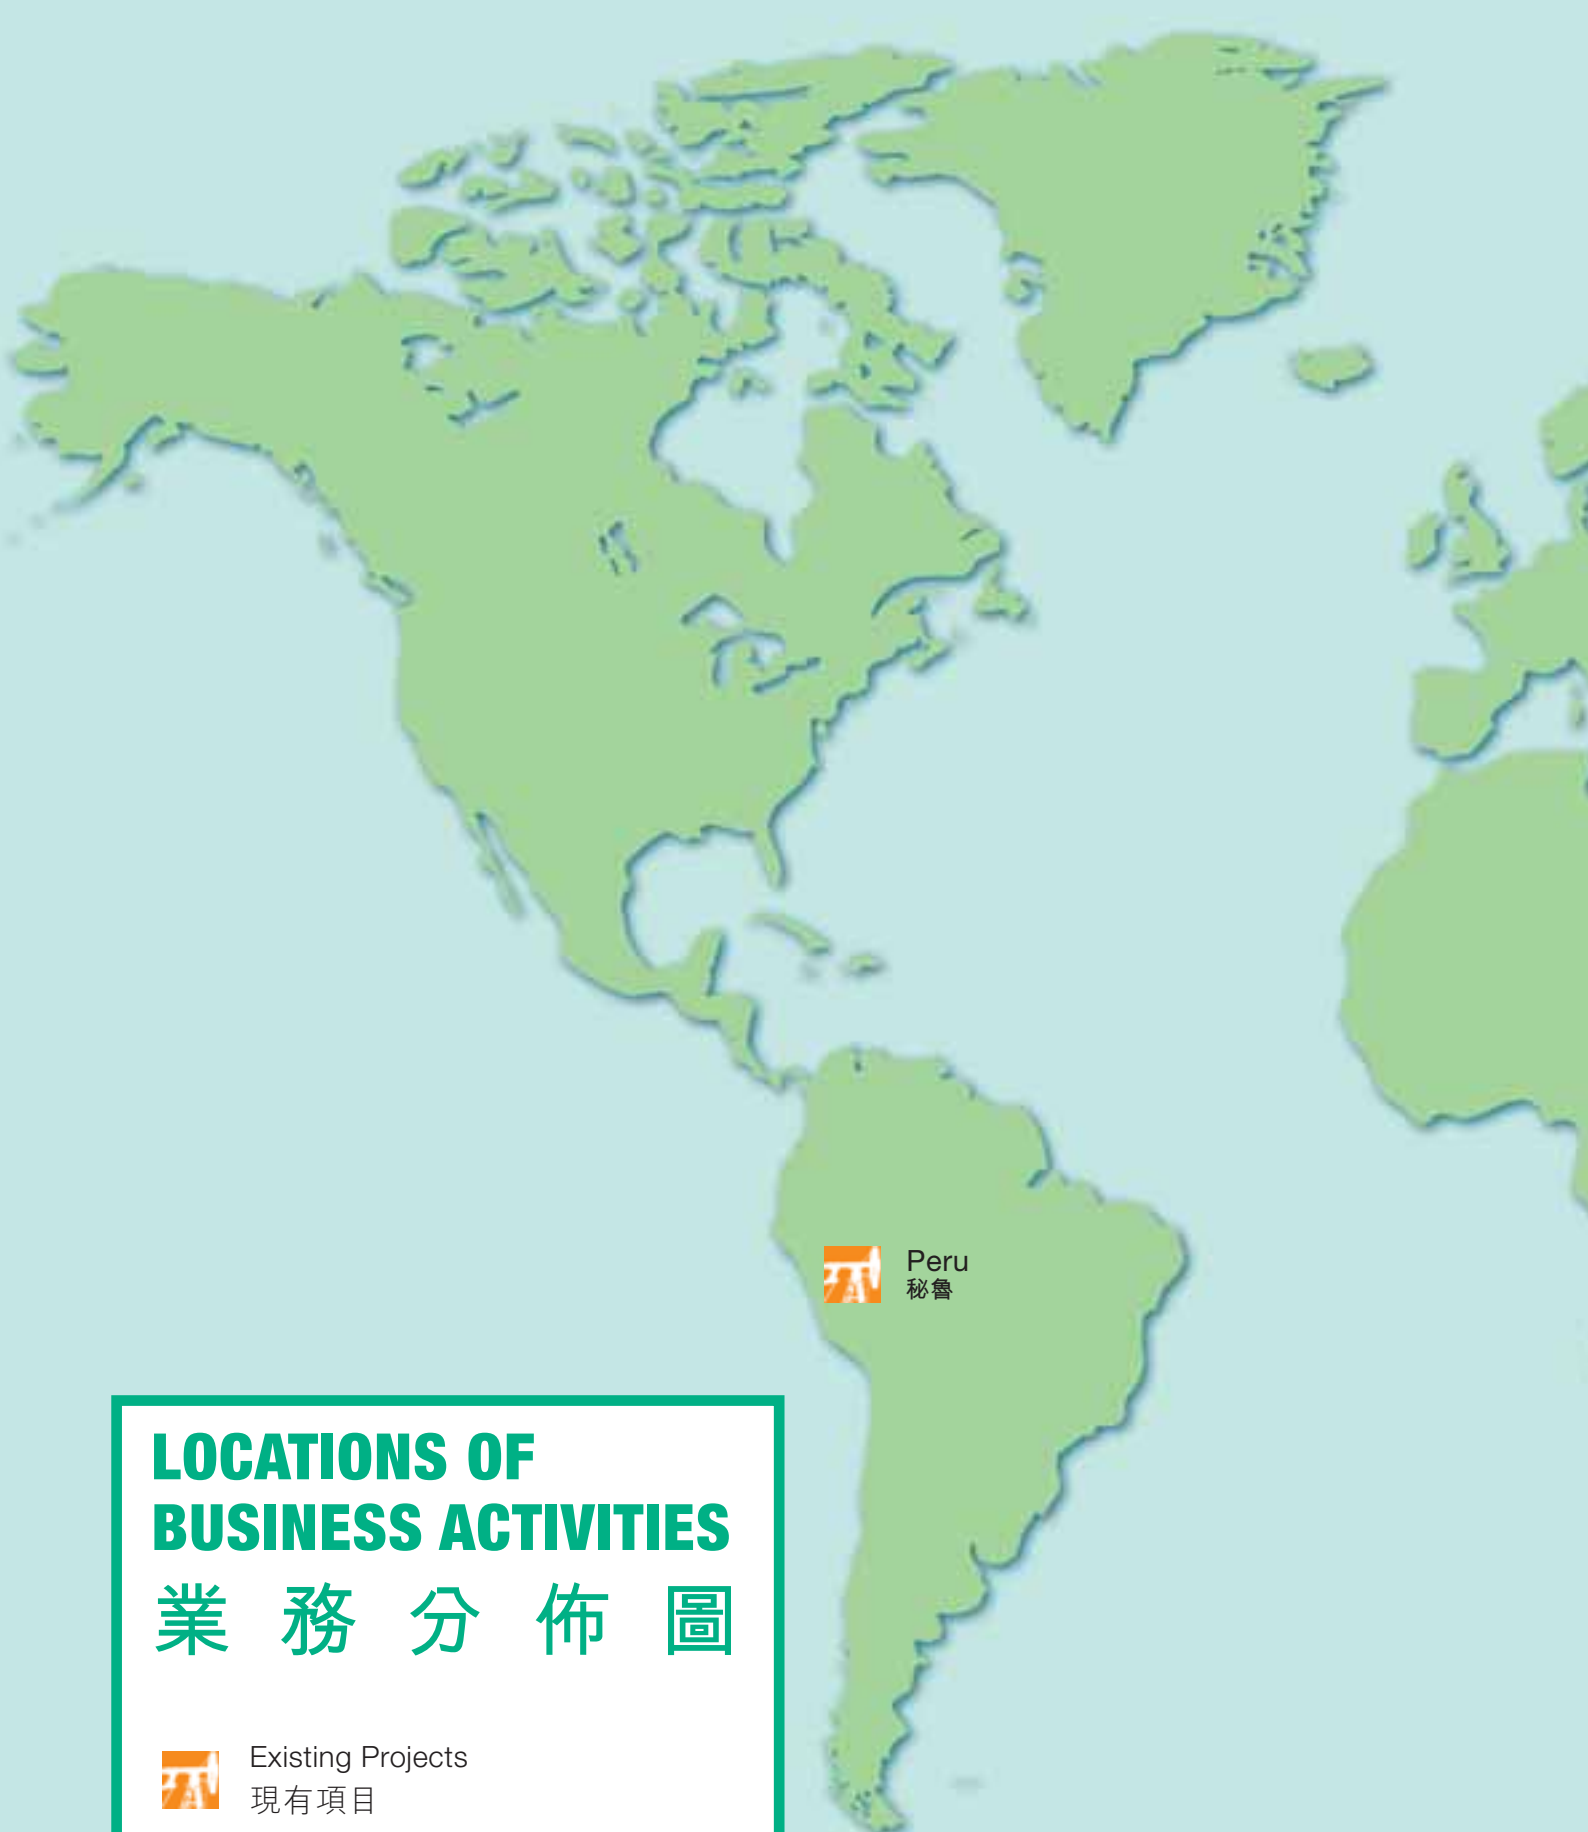 Peru
秘魯
LOCATIONS OF
BUSINESS ACTIVITIES
業務分佈圖
Existing Projects
現有項目